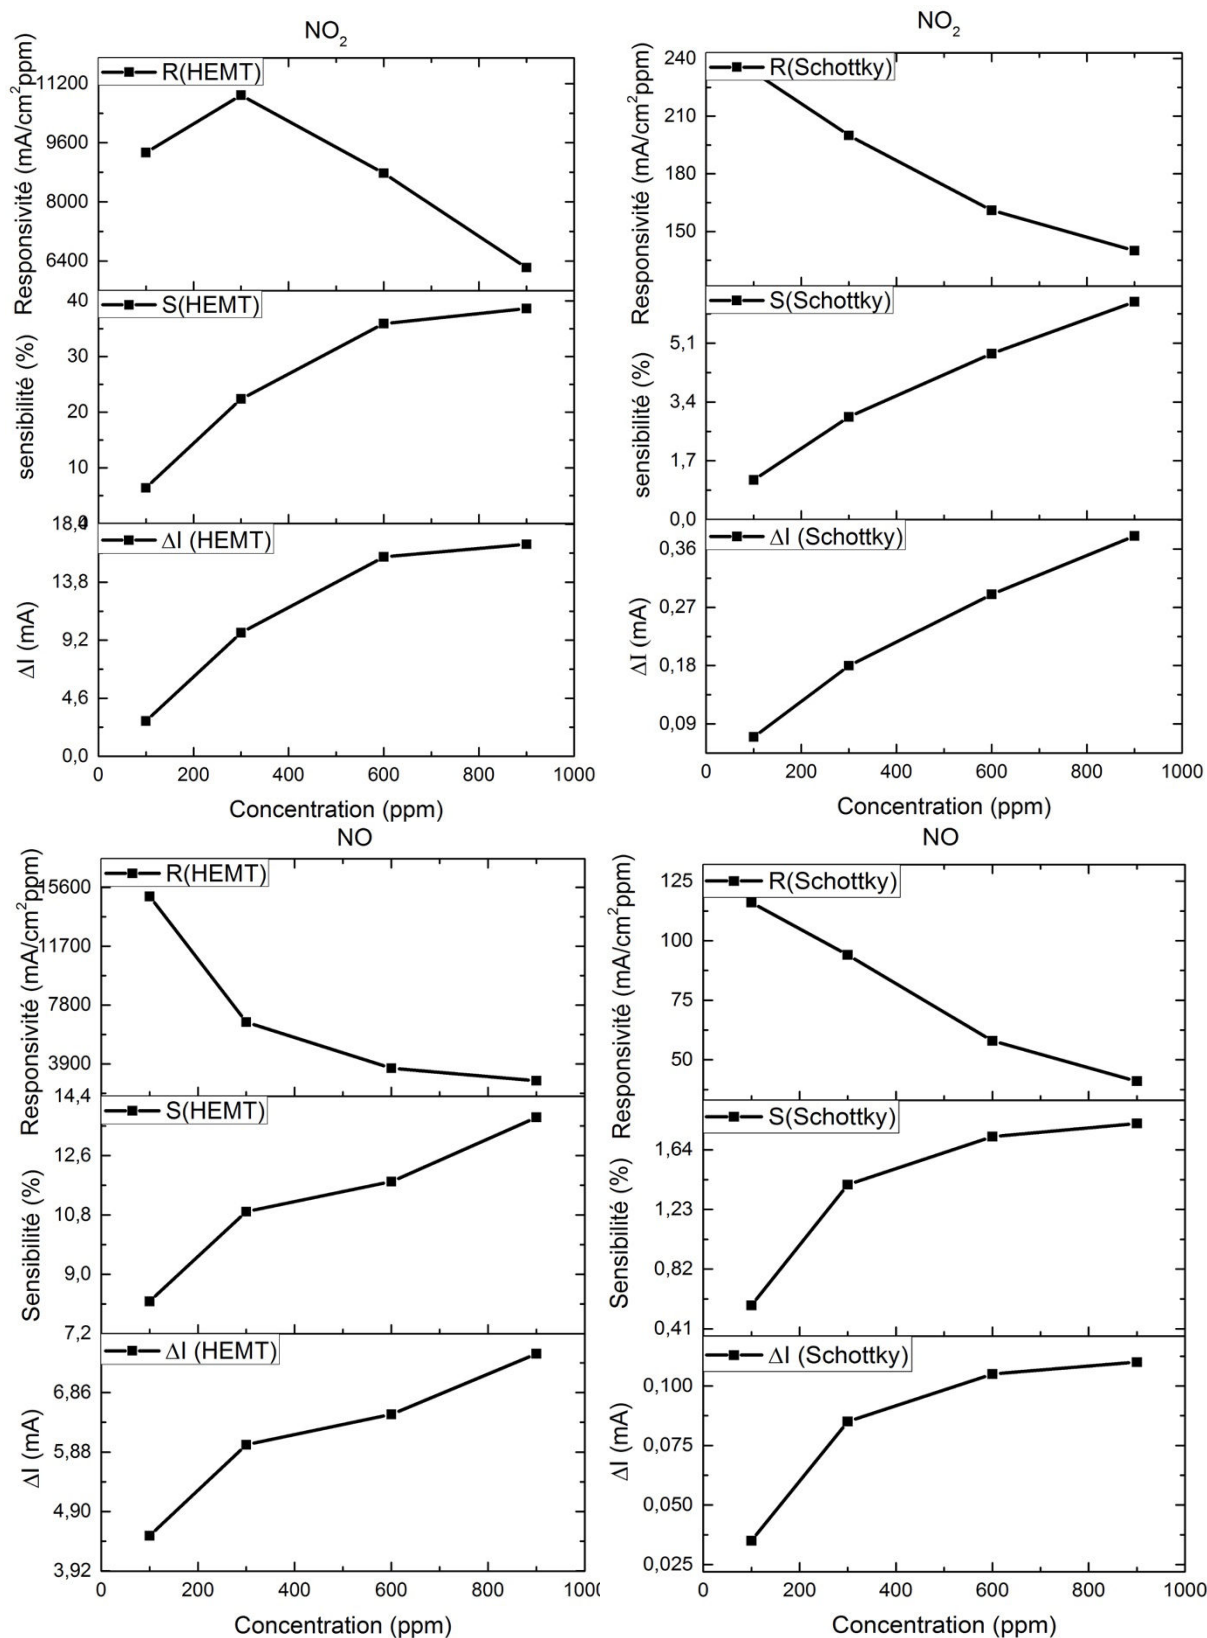 NO2
R(HEMT)
11200
9600
8000
6400
Responsivité (mA/cm2ppm)
S(HEMT)
40
30
20
10
0
sensibilité (%)
ΔI (HEMT)
18,4
13,8
9,2
4,6
0,0
ΔI (mA)
0 200 400 600 800 1000
Concentration (ppm)
NO2
R(Schottky)
240
210
180
150
Responsivité (mA/cm2ppm)
S(Schottky)
5,1
3,4
1,7
0,0
sensibilité (%)
ΔI (Schottky)
0,36
0,27
0,18
0,09
ΔI (mA)
0 200 400 600 800 1000
Concentration (ppm)
NO
R(HEMT)
15600
11700
7800
3900
Responsivité (mA/cm2ppm)
S(HEMT)
14,4
12,6
10,8
9,0
7,2
Sensibilité (%)
ΔI (HEMT)
6,86
5,88
4,90
3,92
ΔI (mA)
0 200 400 600 800 1000
Concentration (ppm)
NO
R(Schottky)
125
100
75
50
Responsivité (mA/cm2ppm)
S(Schottky)
1,64
1,23
0,82
0,41
Sensibilité (%)
ΔI (Schottky)
0,100
0,075
0,050
0,025
ΔI (mA)
0 200 400 600 800 1000
Concentration (ppm)